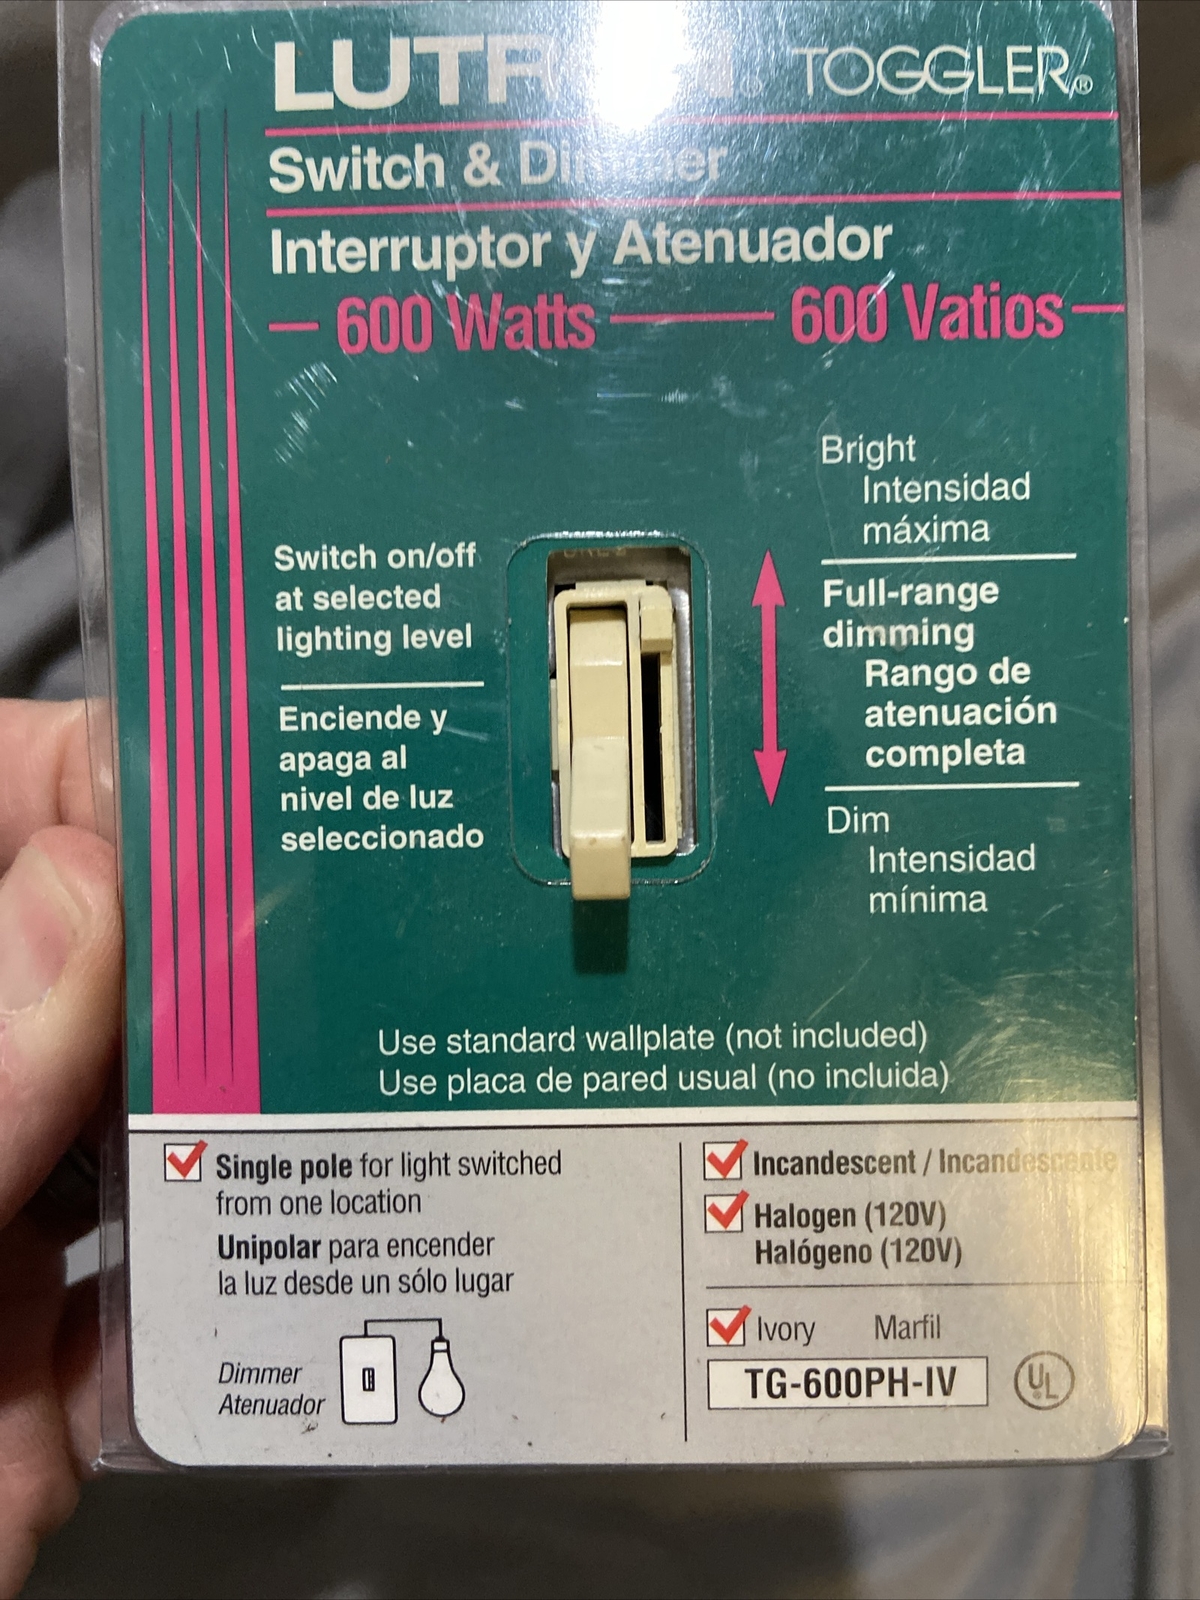 TOGGLER®
Switch & Dimmer
Interruptor y Atenuador
600 Watts 600 Vatios
Switch on/off
at selected
lighting level
Enciende y
apaga al
nivel de luz
seleccionado
Bright
Intensidad
máxima
Full-range
dimming
Rango de
atenuación
completa
Dim
Intensidad
mínima
Use standard wallplate (not included)
Use placa de pared usual (no incluida)
Single pole for light switched
from one location
Unipolar para encender
la luz desde un sólo lugar
Dimmer
Atenuador
Incandescent / Incandescente
Halogen (120V)
Halógeno (120V)
Ivory Marfil
TG-600PH-IV
UL